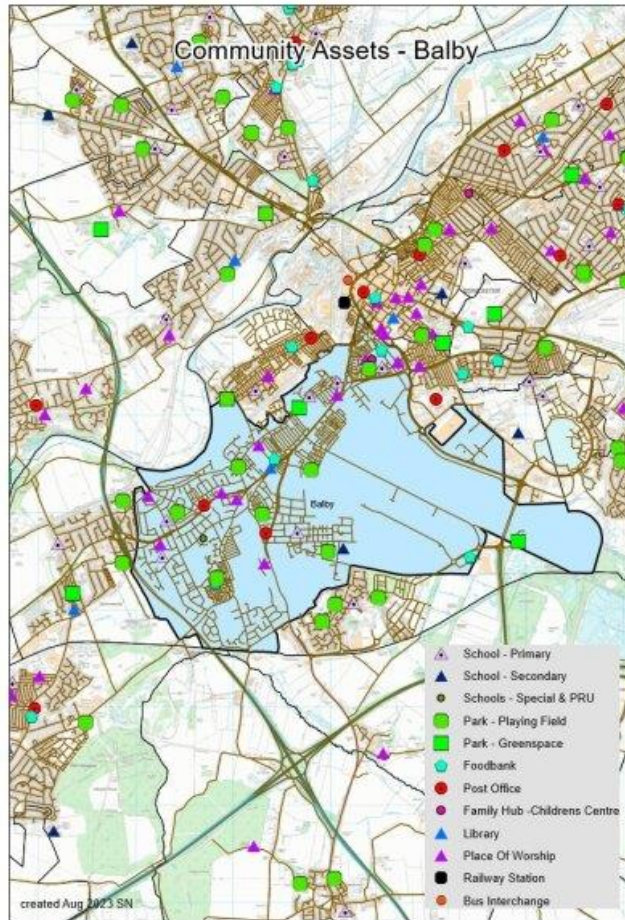 Community Assets - Balby
Balby
School - Primary
School - Secondary
Schools - Special & PRU
Park - Playing Field
Park - Greenspace
Foodbank
Post Office
Family Hub -Childrens Centre
Library
Place Of Worship
Railway Station
Bus Interchange
created Aug 2023 SN